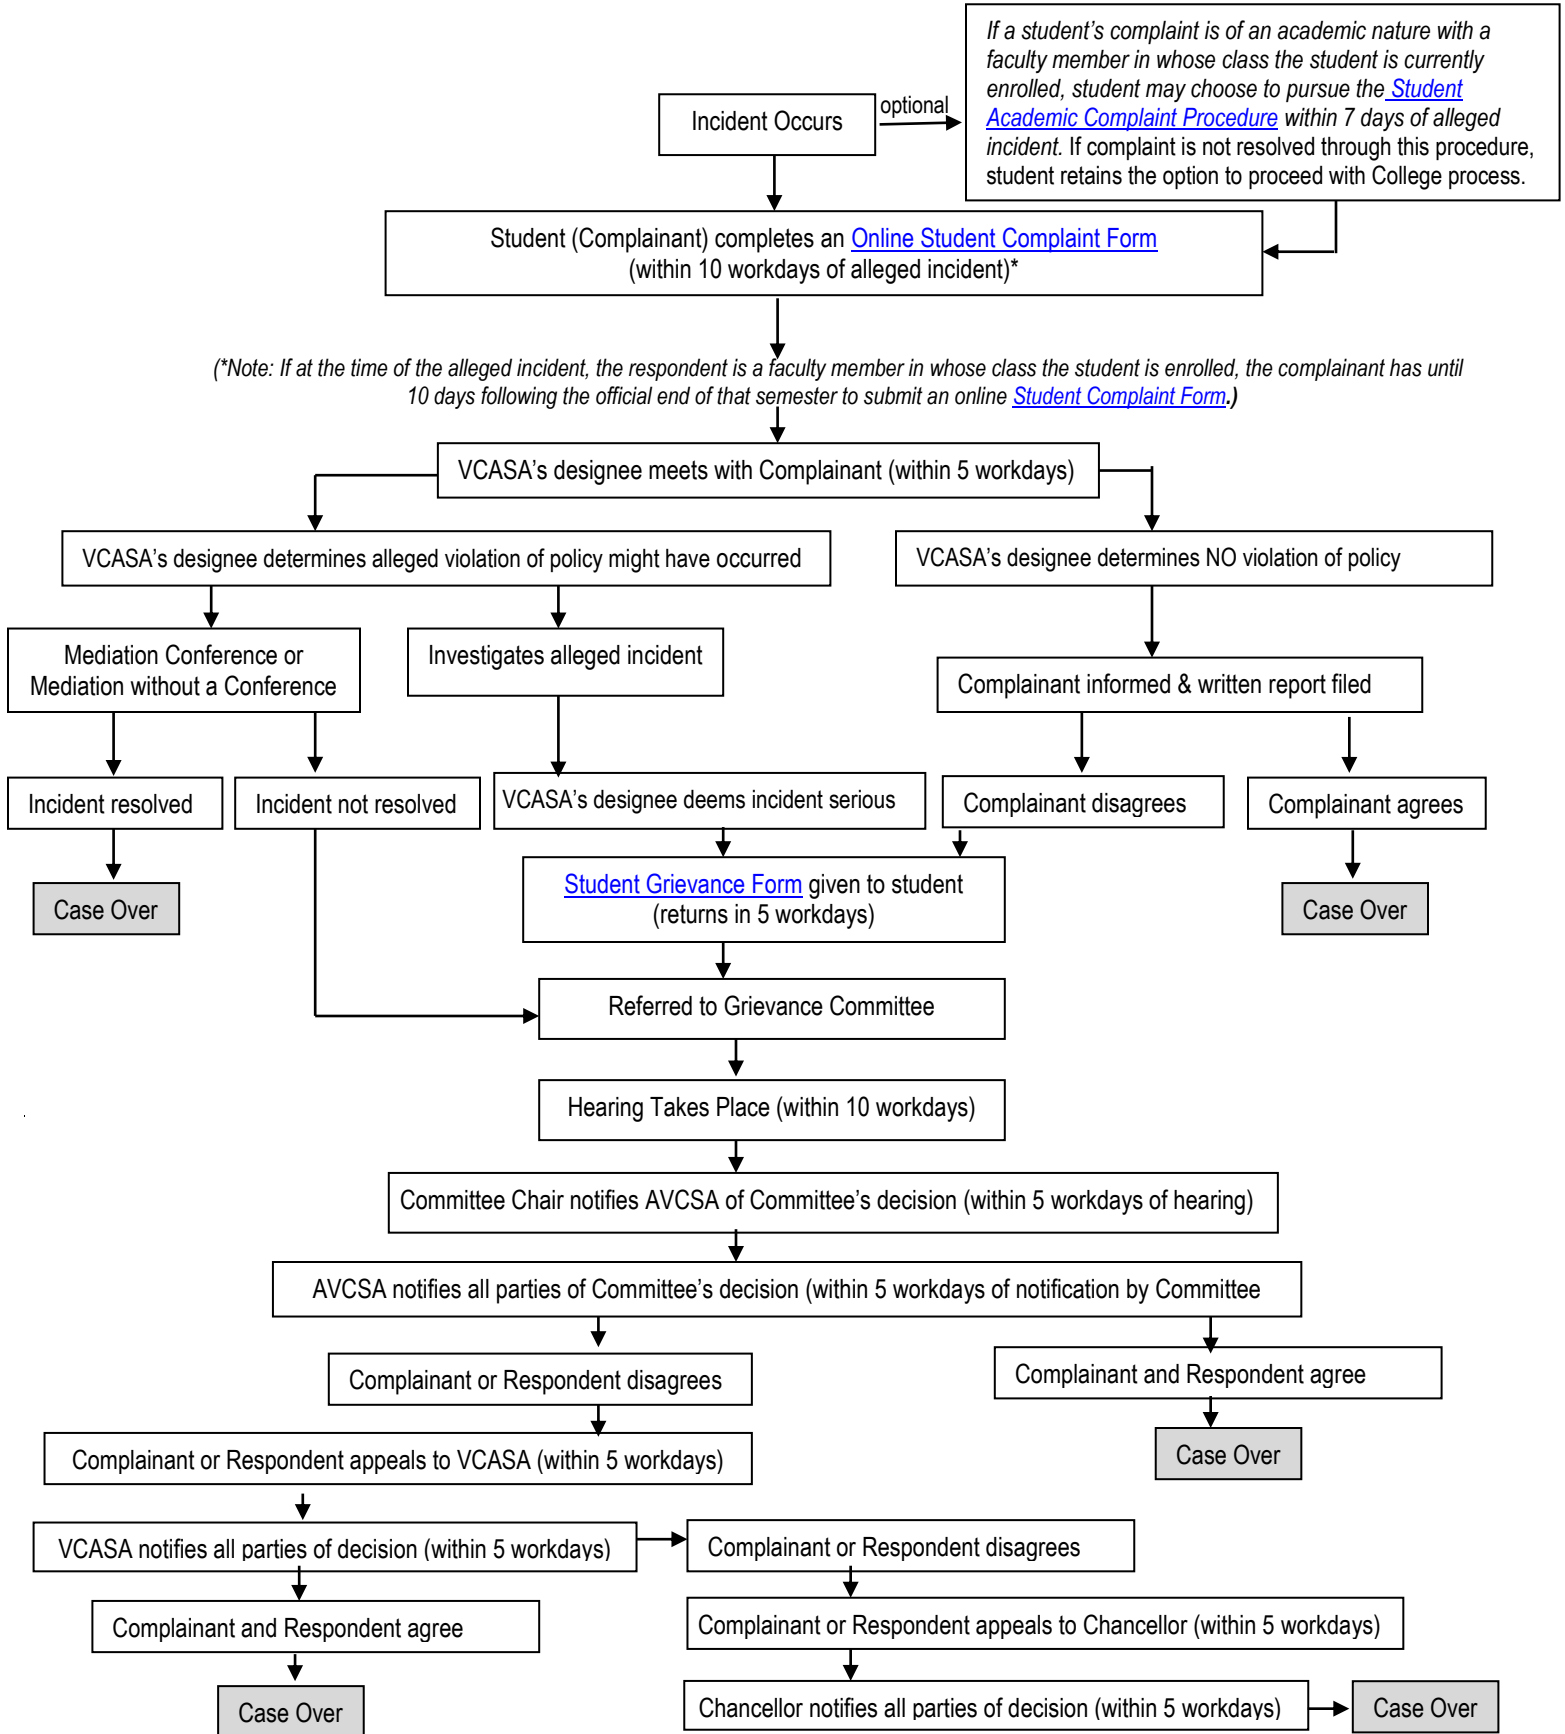 If a student's complaint is of an academic nature with a
faculty member in whose class the student is currently
enrolled, student may choose to pursue the Student
Academic Complaint Procedure within 7 days of alleged
incident. If complaint is not resolved through this procedure,
student retains the option to proceed with College process.
Incident Occurs
optional
Student (Complainant) completes an Online Student Complaint Form
(within 10 workdays of alleged incident)*
(*Note: If at the time of the alleged incident, the respondent is a faculty member in whose class the student is enrolled, the complainant has until
10 days following the official end of that semester to submit an online Student Complaint Form.)
VCASA's designee meets with Complainant (within 5 workdays)
VCASA's designee determines alleged violation of policy might have occurred
VCASA's designee determines NO violation of policy
Mediation Conference or
Mediation without a Conference
Investigates alleged incident
Complainant informed & written report filed
Incident resolved
Incident not resolved
VCASA's designee deems incident serious
Complainant disagrees
Complainant agrees
Case Over
Student Grievance Form given to student
(returns in 5 workdays)
Case Over
Referred to Grievance Committee
Hearing Takes Place (within 10 workdays)
Committee Chair notifies AVCSA of Committee's decision (within 5 workdays of hearing)
AVCSA notifies all parties of Committee's decision (within 5 workdays of notification by Committee
Complainant or Respondent disagrees
Complainant and Respondent agree
Complainant or Respondent appeals to VCASA (within 5 workdays)
Case Over
VCASA notifies all parties of decision (within 5 workdays)
Complainant or Respondent disagrees
Complainant and Respondent agree
Complainant or Respondent appeals to Chancellor (within 5 workdays)
Case Over
Chancellor notifies all parties of decision (within 5 workdays)
Case Over